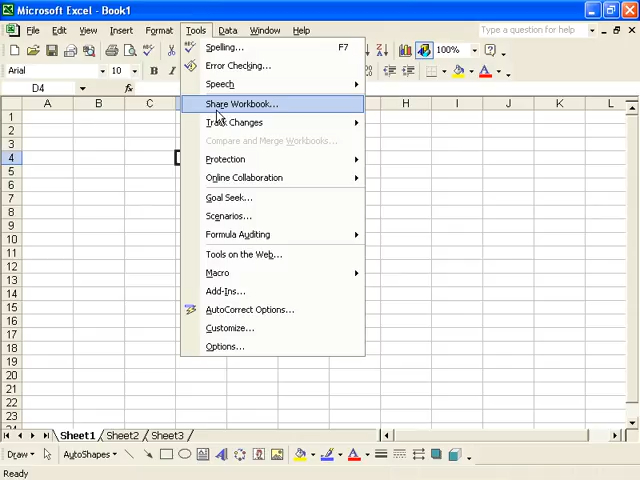 Microsoft Excel - Book1
File Edit View Insert Format Tools Data Window Help Type a question for help
100%
Arial 10 B I
D4 fx
A B C H I J K L
1
2
3
4
5
6
7
8
9
10
11
12
13
14
15
16
17
18
19
20
21
22
23
Spelling... F7
Error Checking...
Speech
Share Workbook...
Track Changes
Compare and Merge Workbooks...
Protection
Online Collaboration
Goal Seek...
Scenarios...
Formula Auditing
Tools on the Web...
Macro
Add-Ins...
AutoCorrect Options...
Customize...
Options...
Sheet1 Sheet2 Sheet3
Draw AutoShapes
Ready